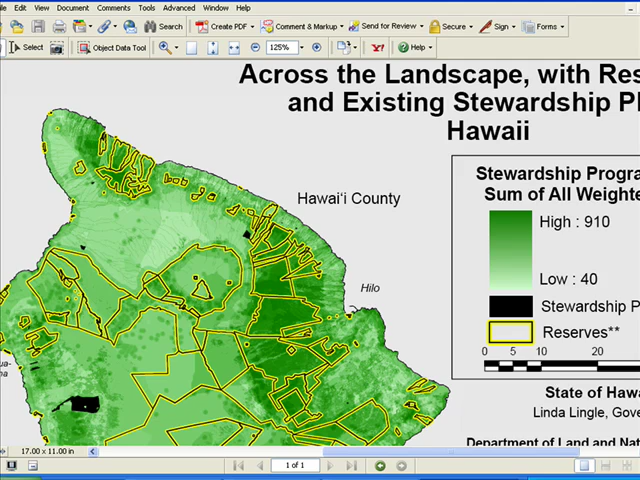 Edit View Document Comments Tools Advanced Window Help
Search Create PDF Comment & Markup Send for Review Secure Sign Forms
Select Object Data Tool 125% Y! Help
Across the Landscape, with Res
and Existing Stewardship Pl
Hawaii
Hawai‘i County
Stewardship Progra
Sum of All Weighte
High : 910
Low : 40
Stewardship P
Reserves**
Hilo
0 5 10 20
State of Hawa
Linda Lingle, Gove
Department of Land and Nat
17.00 x 11.00 in
1 of 1